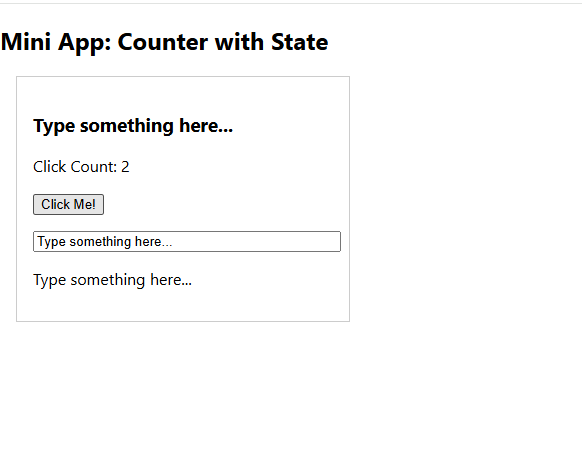 Mini App: Counter with State
Type something here...
Click Count: 2
Click Me!
Type something here...
Type something here...